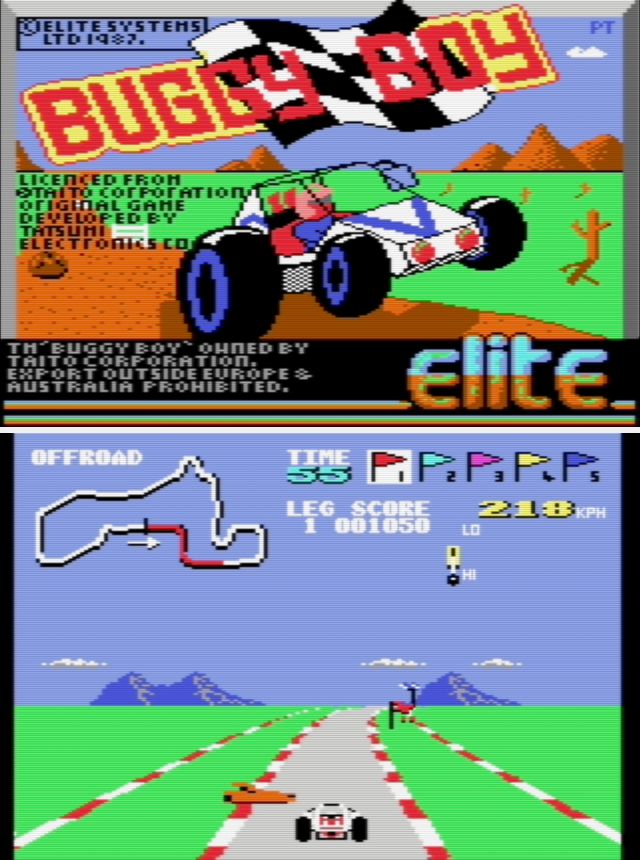 ©ELITE SYSTEMS
LTD 1987.
PT
BUGGY BOY
LICENCED FROM
©TAITO CORPORATION
ORIGINAL GAME
DEVELOPED BY
TATSUMI
ELECTRONICS CO
TM 'BUGGY BOY' OWNED BY
TAITO CORPORATION.
EXPORT OUTSIDE EUROPE &
AUSTRALIA PROHIBITED.
elite
OFFROAD
TIME
55
1 2 3 4 5
LEG SCORE
1 001050
218 KPH
LO
HI